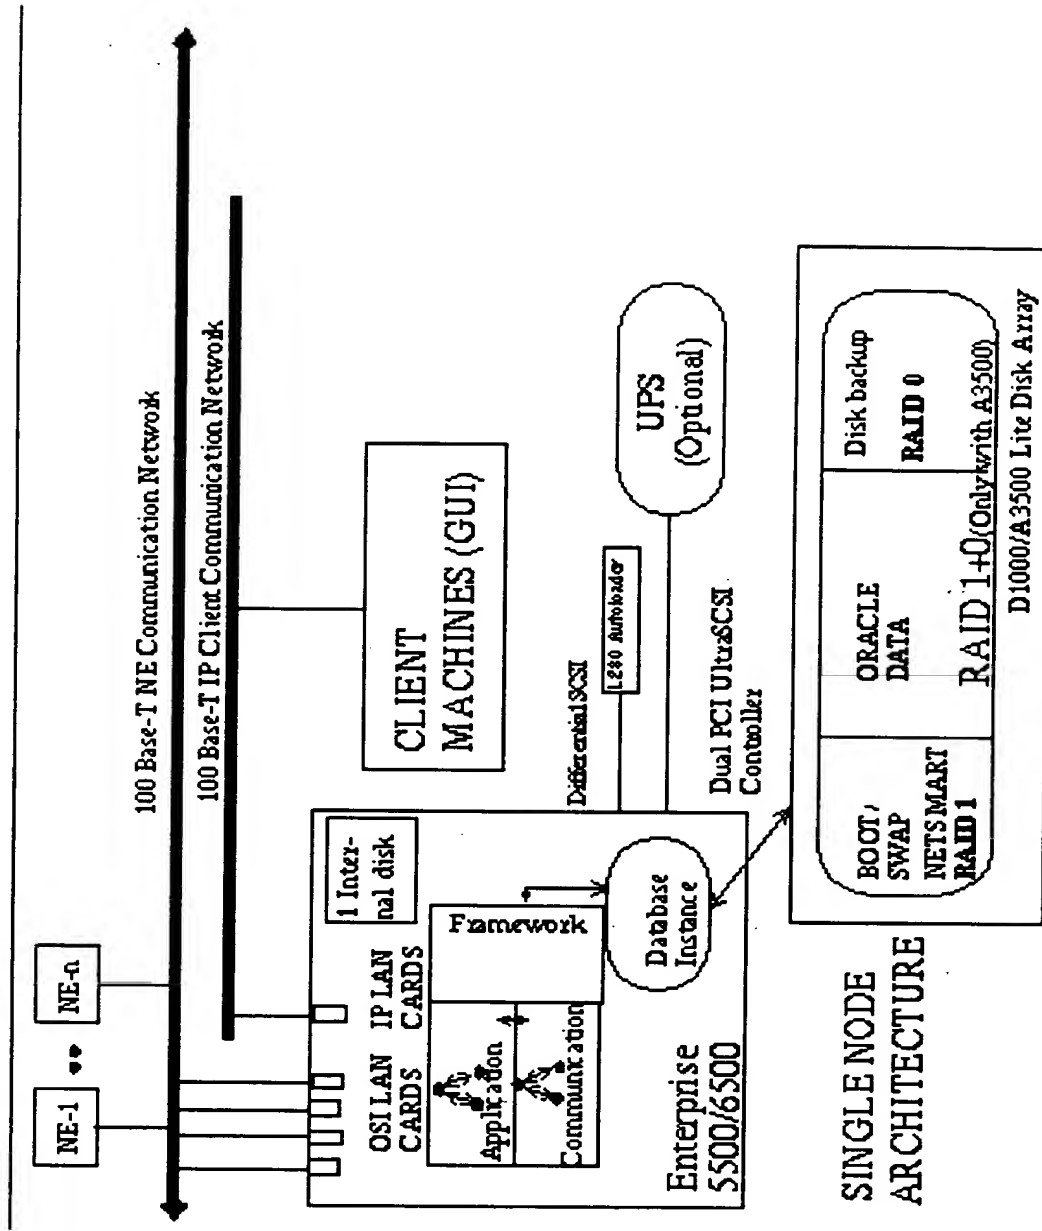 NE-1
NE-n
100 Base-T NE Communication Network
100 Base-T IP Client Communication Network
OSI LAN
CARDS
IP LAN
CARDS
1 Inter-
nal disk
CLIENT
MACHINES (GUI)
Application
Communication
Framework
Database
Instance
Enterprise
5500/6500
Differential SCSI
L280 Autoloader
UPS
(Optional)
Dual PCI UltraSCSI
Controller
BOOT/
SWAP
NETSMART
RAID 1
ORACLE
DATA
Disk backup
RAID 0
RAID 1+0(Only with A3500)
D1000/A3500 Lite Disk Array
SINGLE NODE
ARCHITECTURE